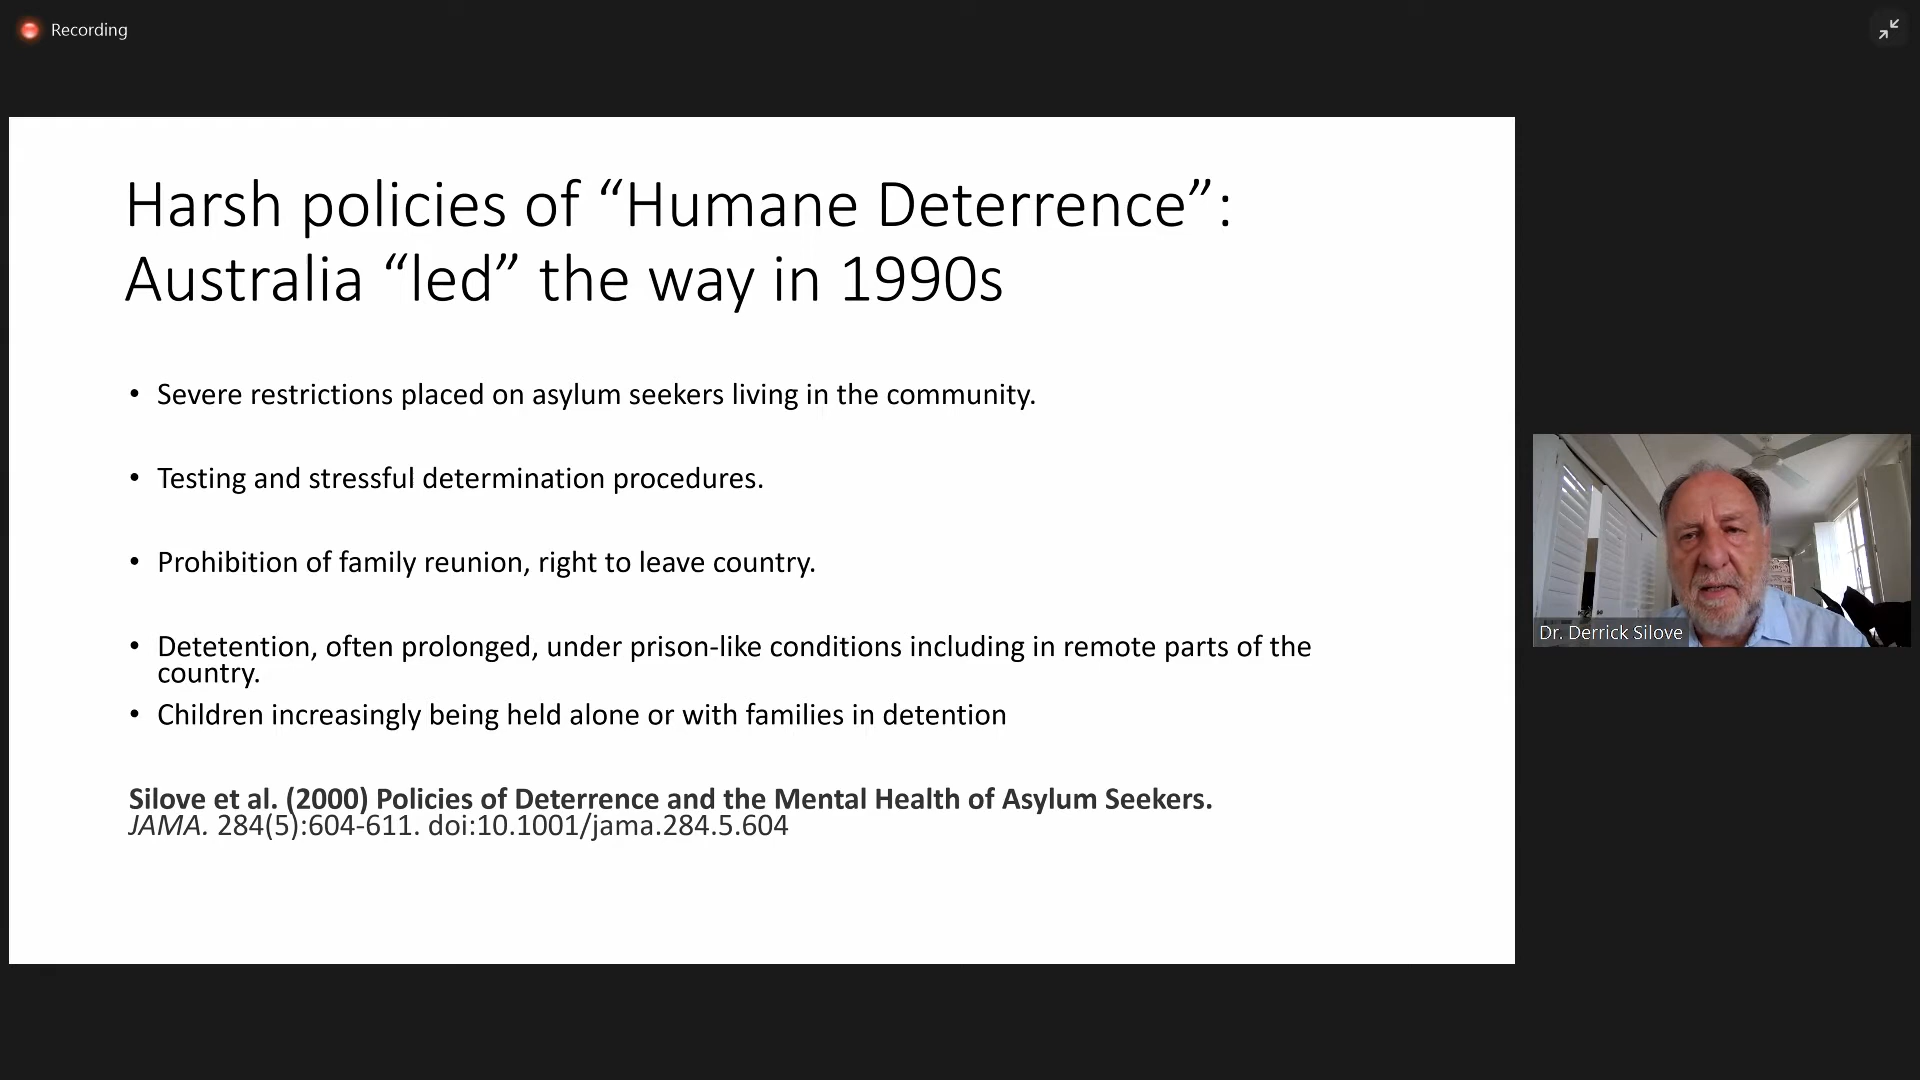 Recording
Harsh policies of “Humane Deterrence”:
Australia “led” the way in 1990s
• Severe restrictions placed on asylum seekers living in the community.
• Testing and stressful determination procedures.
• Prohibition of family reunion, right to leave country.
• Detetention, often prolonged, under prison-like conditions including in remote parts of the
country.
• Children increasingly being held alone or with families in detention
Silove et al. (2000) Policies of Deterrence and the Mental Health of Asylum Seekers.
JAMA. 284(5):604-611. doi:10.1001/jama.284.5.604
Dr. Derrick Silove